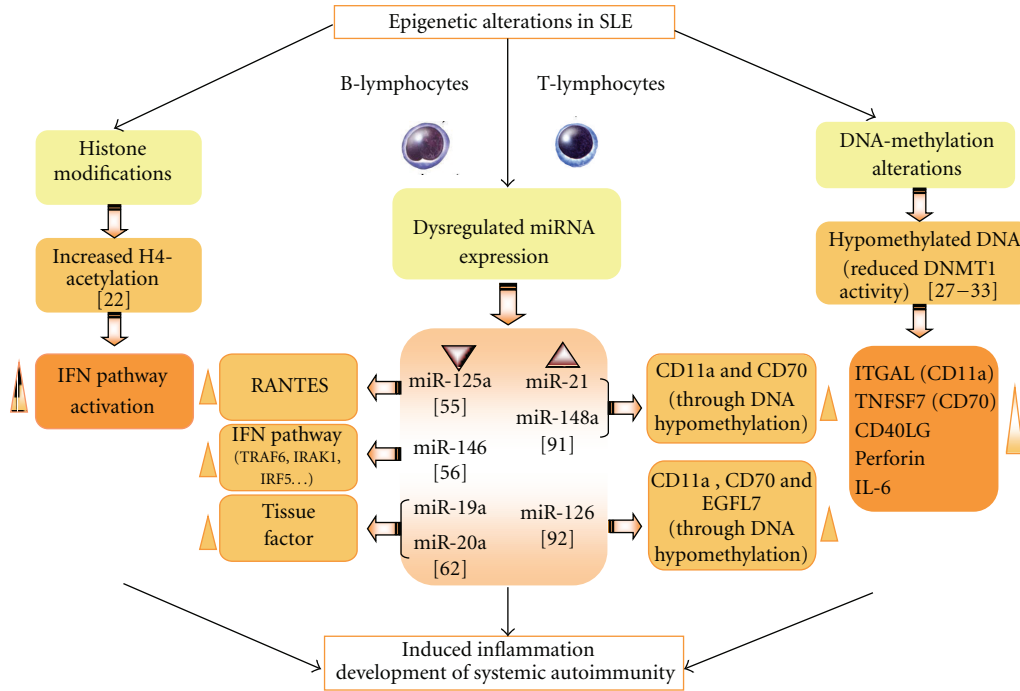 Epigenetic alterations in SLE
B-lymphocytes
T-lymphocytes
Histone
modifications
Dysregulated miRNA
expression
DNA-methylation
alterations
Increased H4-
acetylation
[22]
Hypomethylated DNA
(reduced DNMT1
activity) [27–33]
IFN pathway
activation
RANTES
IFN pathway
(TRAF6, IRAK1,
IRF5...)
Tissue
factor
miR-125a
[55]
miR-146
[56]
miR-19a
miR-20a
[62]
miR-21
miR-148a
[91]
miR-126
[92]
CD11a and CD70
(through DNA
hypomethylation)
CD11a , CD70 and
EGFL7
(through DNA
hypomethylation)
ITGAL (CD11a)
TNFSF7 (CD70)
CD40LG
Perforin
IL-6
Induced inflammation
development of systemic autoimmunity